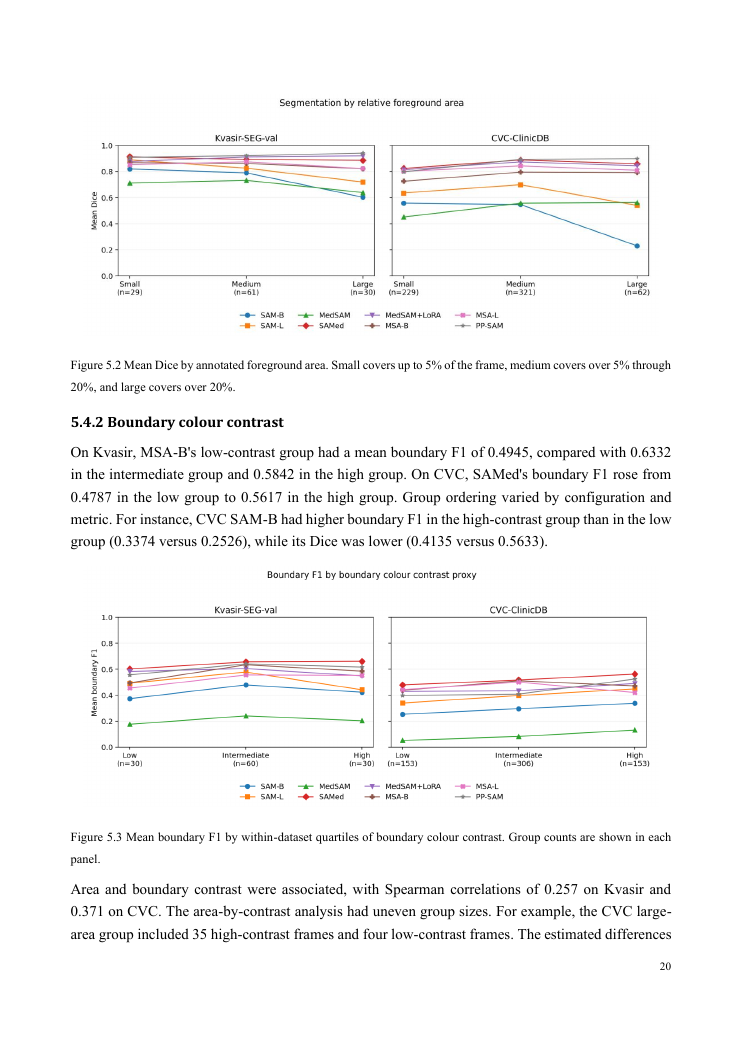 Segmentation by relative foreground area
Kvasir-SEG-val
CVC-ClinicDB
Mean Dice
1.0
0.8
0.6
0.4
0.2
0.0
Small
(n=29)
Medium
(n=61)
Large
(n=30)
Small
(n=229)
Medium
(n=321)
Large
(n=62)
SAM-B MedSAM MedSAM+LoRA MSA-L
SAM-L SAMed MSA-B PP-SAM
Figure 5.2 Mean Dice by annotated foreground area. Small covers up to 5% of the frame, medium covers over 5% through
20%, and large covers over 20%.
5.4.2 Boundary colour contrast
On Kvasir, MSA-B's low-contrast group had a mean boundary F1 of 0.4945, compared with 0.6332
in the intermediate group and 0.5842 in the high group. On CVC, SAMed's boundary F1 rose from
0.4787 in the low group to 0.5617 in the high group. Group ordering varied by configuration and
metric. For instance, CVC SAM-B had higher boundary F1 in the high-contrast group than in the low
group (0.3374 versus 0.2526), while its Dice was lower (0.4135 versus 0.5633).
Boundary F1 by boundary colour contrast proxy
Kvasir-SEG-val
CVC-ClinicDB
Mean boundary F1
1.0
0.8
0.6
0.4
0.2
0.0
Low
(n=30)
Intermediate
(n=60)
High
(n=30)
Low
(n=153)
Intermediate
(n=306)
High
(n=153)
SAM-B MedSAM MedSAM+LoRA MSA-L
SAM-L SAMed MSA-B PP-SAM
Figure 5.3 Mean boundary F1 by within-dataset quartiles of boundary colour contrast. Group counts are shown in each
panel.
Area and boundary contrast were associated, with Spearman correlations of 0.257 on Kvasir and
0.371 on CVC. The area-by-contrast analysis had uneven group sizes. For example, the CVC large-
area group included 35 high-contrast frames and four low-contrast frames. The estimated differences
20